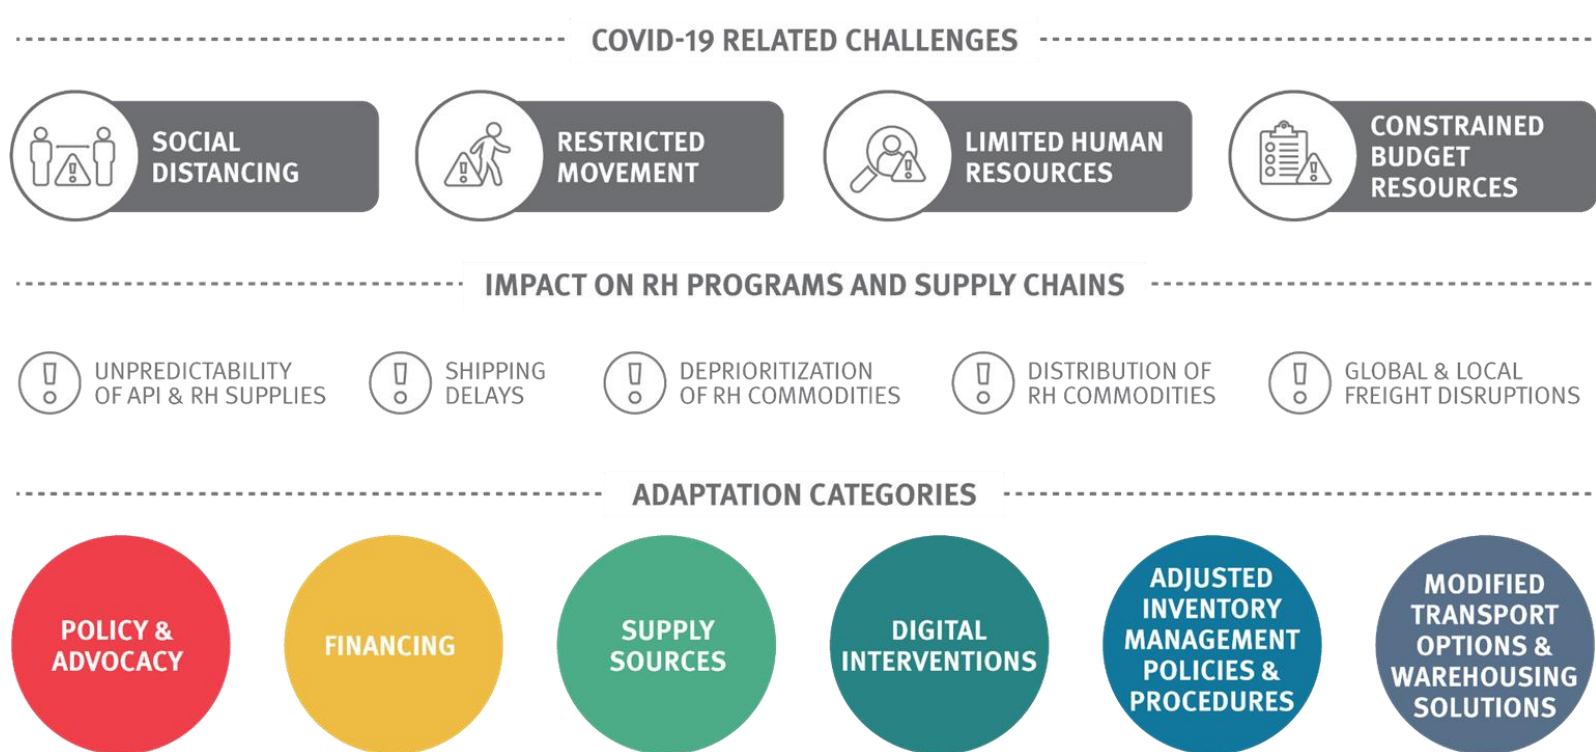 COVID-19 RELATED CHALLENGES
SOCIAL
DISTANCING
RESTRICTED
MOVEMENT
LIMITED HUMAN
RESOURCES
CONSTRAINED
BUDGET
RESOURCES
IMPACT ON RH PROGRAMS AND SUPPLY CHAINS
UNPREDICTABILITY
OF API & RH SUPPLIES
SHIPPING
DELAYS
DEPRIORITIZATION
OF RH COMMODITIES
DISTRIBUTION OF
RH COMMODITIES
GLOBAL & LOCAL
FREIGHT DISRUPTIONS
ADAPTATION CATEGORIES
POLICY &
ADVOCACY
FINANCING
SUPPLY
SOURCES
DIGITAL
INTERVENTIONS
ADJUSTED
INVENTORY
MANAGEMENT
POLICIES &
PROCEDURES
MODIFIED
TRANSPORT
OPTIONS &
WAREHOUSING
SOLUTIONS